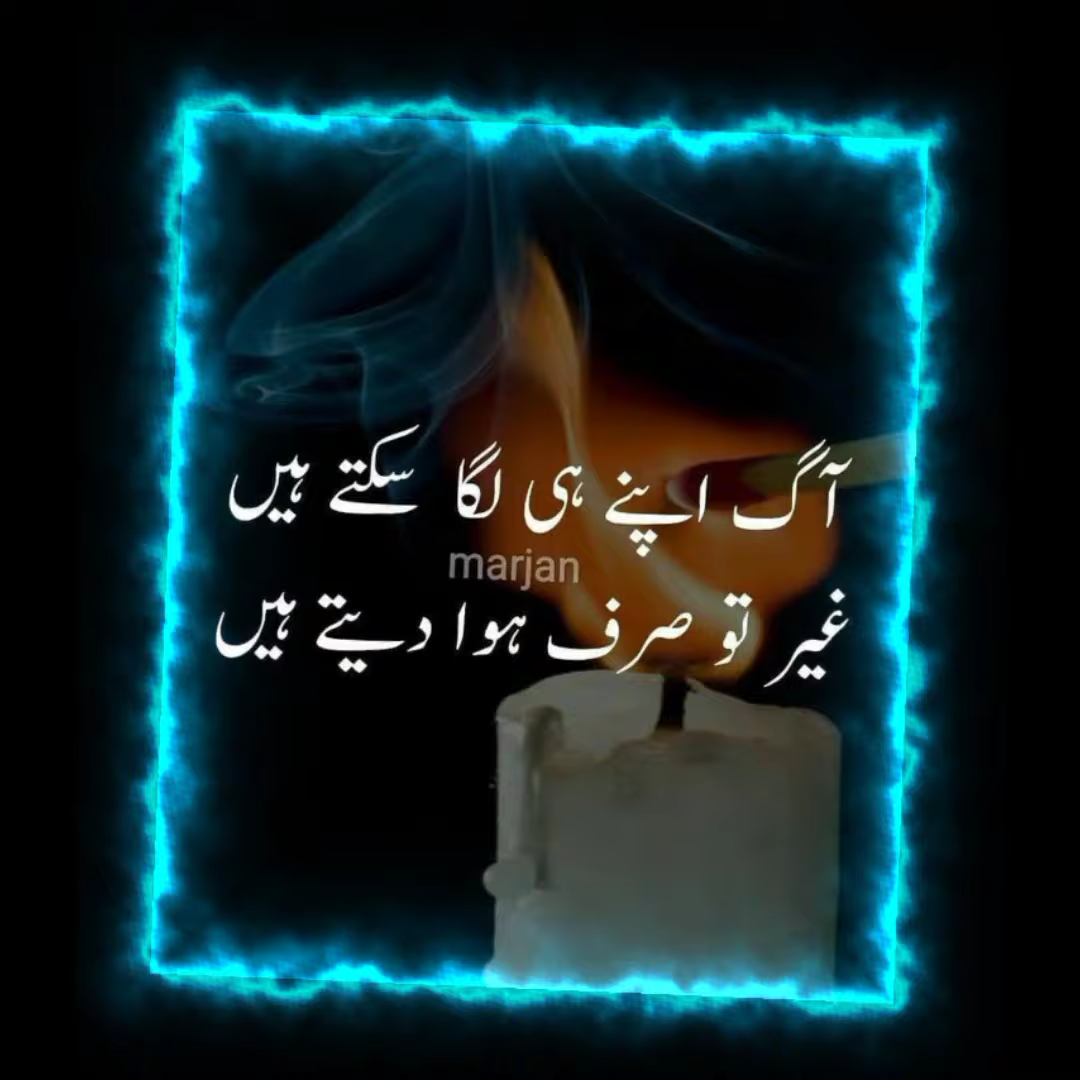 آگ اپنے ہی لگا سکتے ہیں
marjan
غیر تو صرف ہوا دیتے ہیں